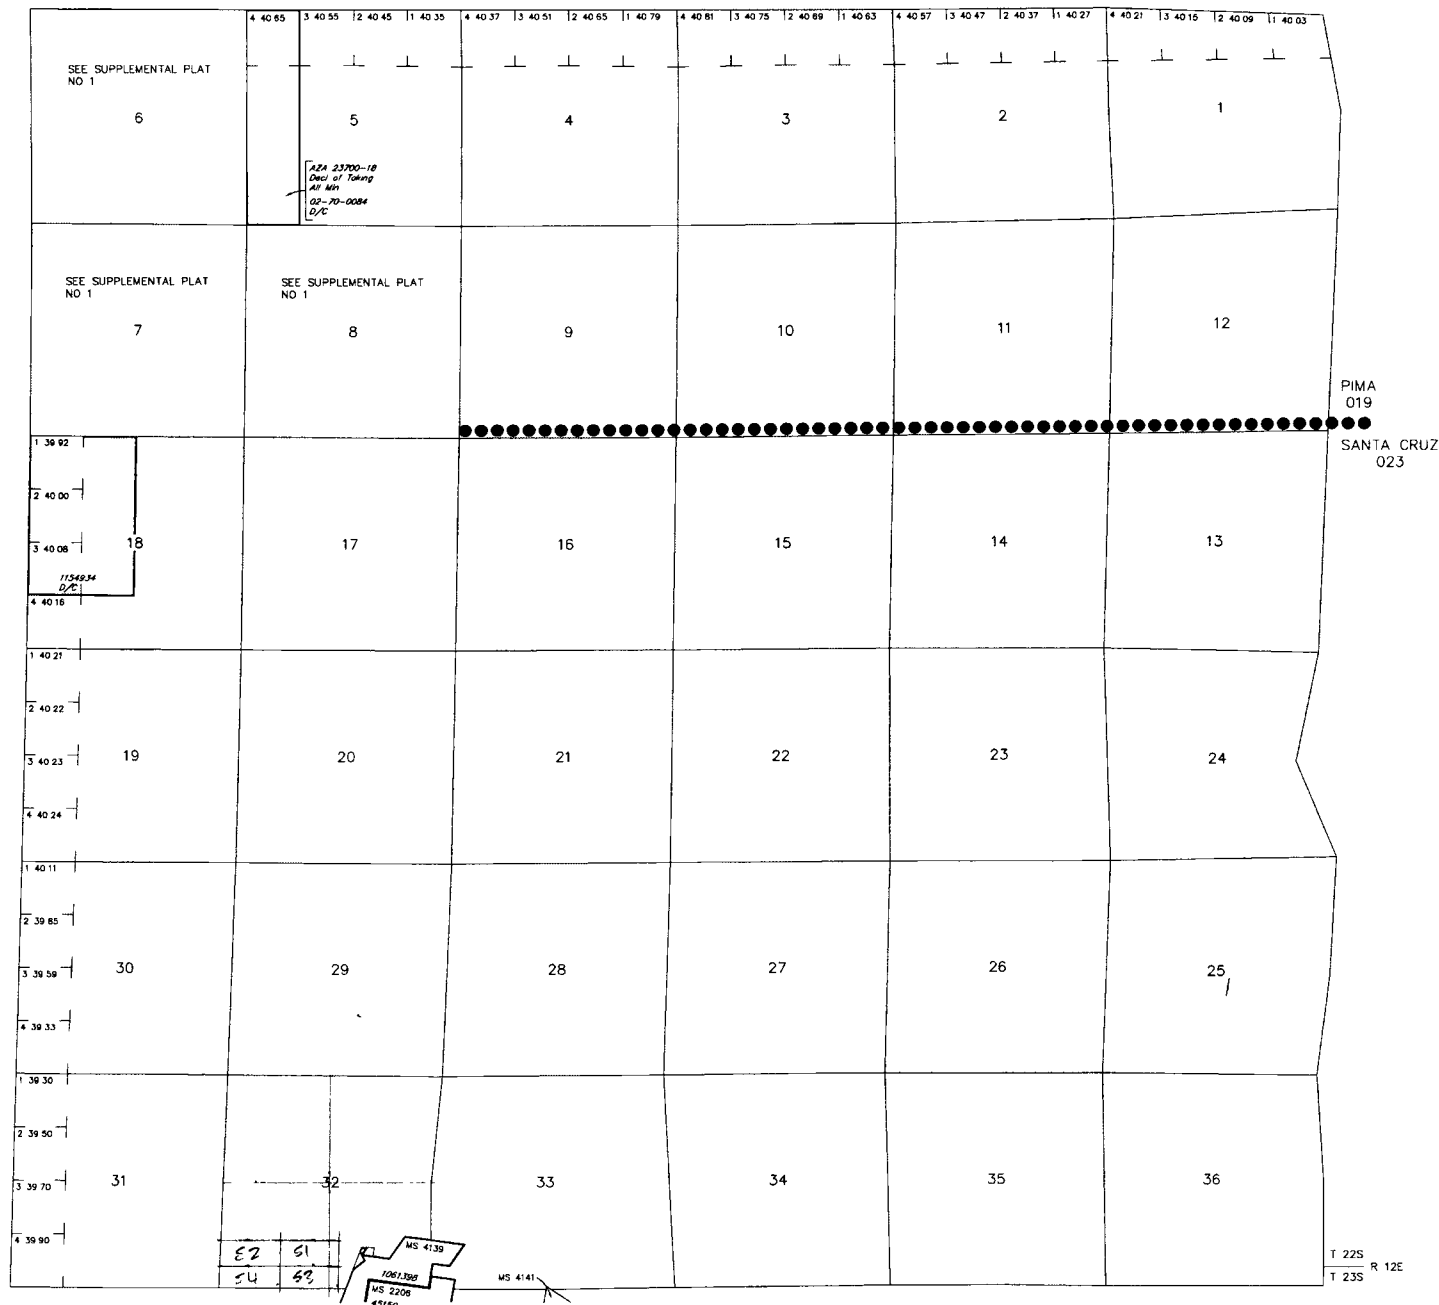 4 40 65 3 40 55 2 40 45 1 40 35 4 40 37 3 40 51 2 40 65 1 40 79 4 40 81 3 40 75 2 40 69 1 40 63 4 40 57 3 40 47 2 40 37 1 40 27 4 40 21 3 40 15 2 40 09 1 40 03
SEE SUPPLEMENTAL PLAT
NO 1
6 5 4 3 2 1
AZA 23700-18
Decl of Taking
All Min
02-70-0084
D/C
SEE SUPPLEMENTAL PLAT
NO 1
SEE SUPPLEMENTAL PLAT
NO 1
7 8 9 10 11 12
PIMA
019
SANTA CRUZ
023
1 39 92
2 40 00
3 40 08
18 17 16 15 14 13
1154934
D/C
4 40 16
1 40 21
2 40 22
3 40 23
19 20 21 22 23 24
4 40 24
1 40 11
2 39 85
3 39 59
30 29 28 27 26 25
4 39 33
1 39 30
2 39 50
3 39 70
31 32 33 34 35 36
4 39 90
MS 4139
1061398
MS 2206
45150
MS 4141
T 22S
R 12E
T 23S